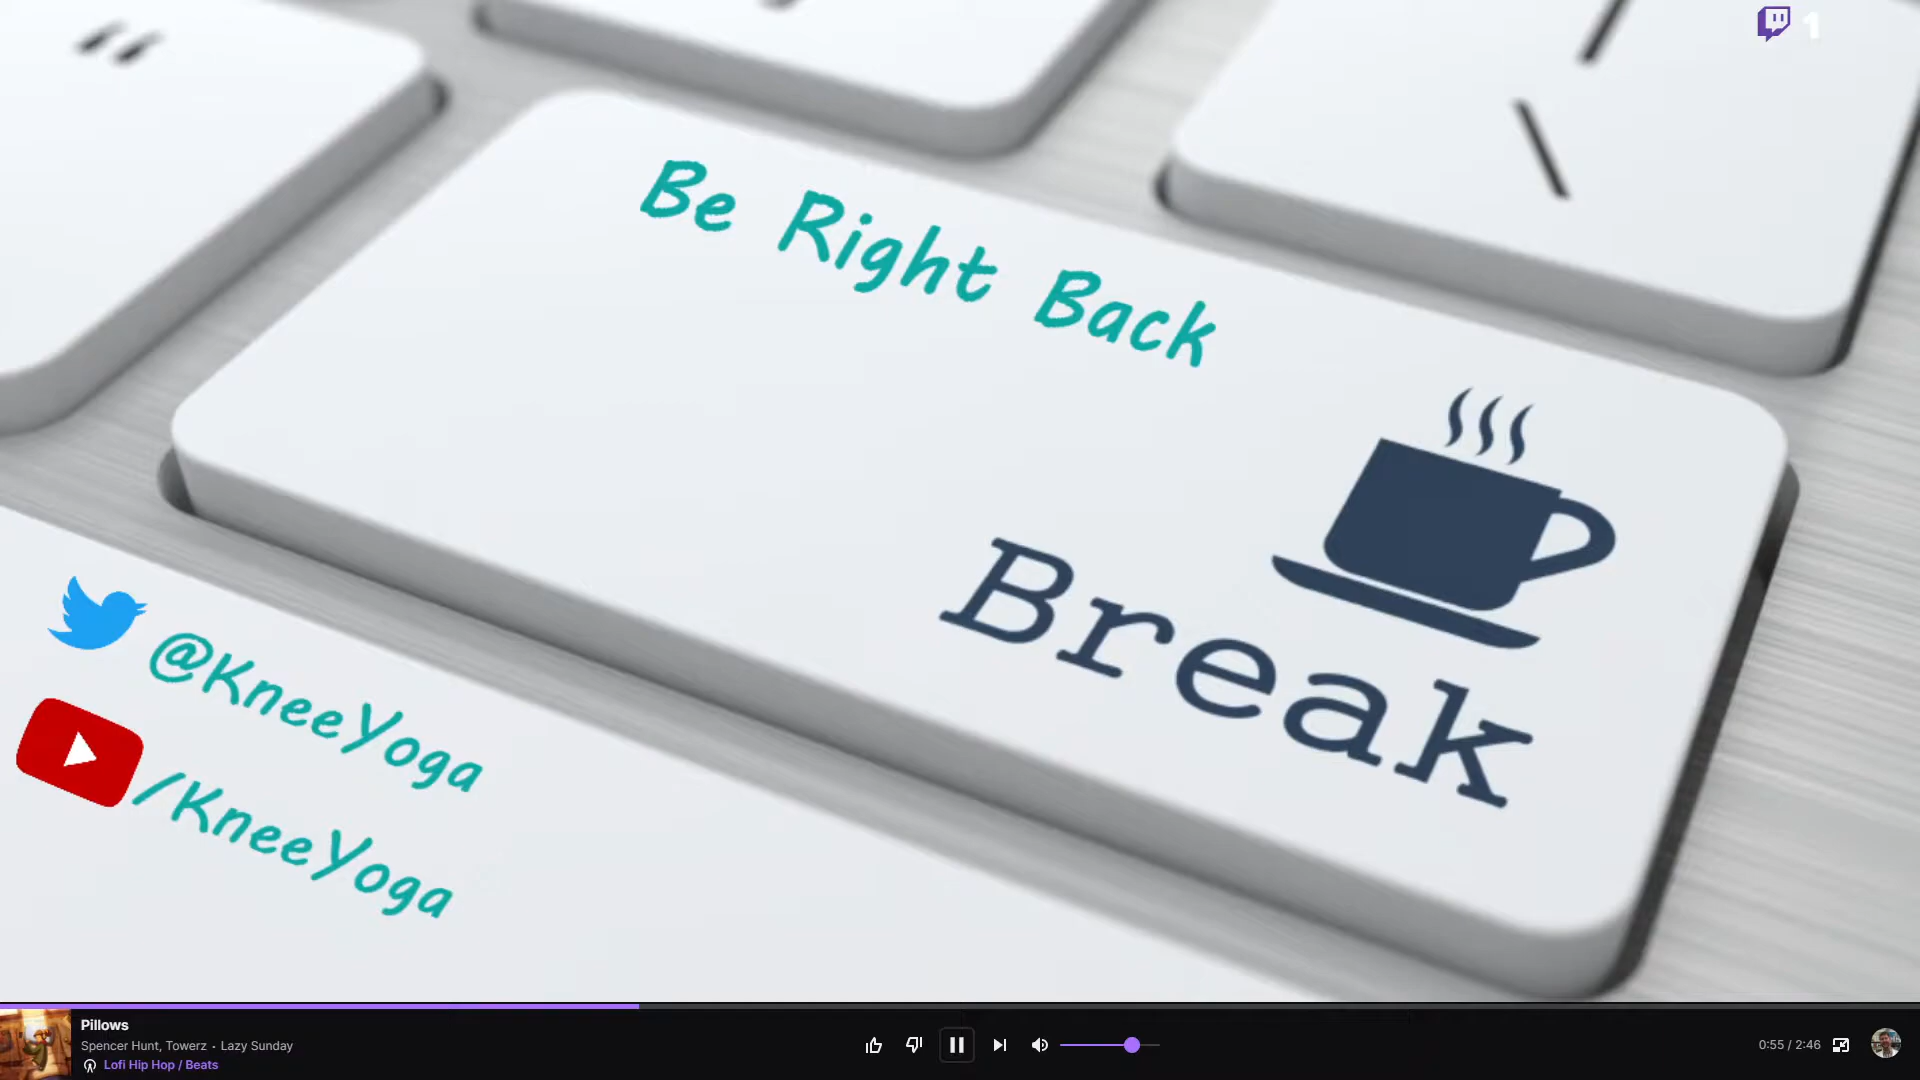 1
Be Right Back
Break
@KneeYoga
/KneeYoga
Pillows
Spencer Hunt, Towerz • Lazy Sunday
Lofi Hip Hop / Beats
0:55 / 2:46